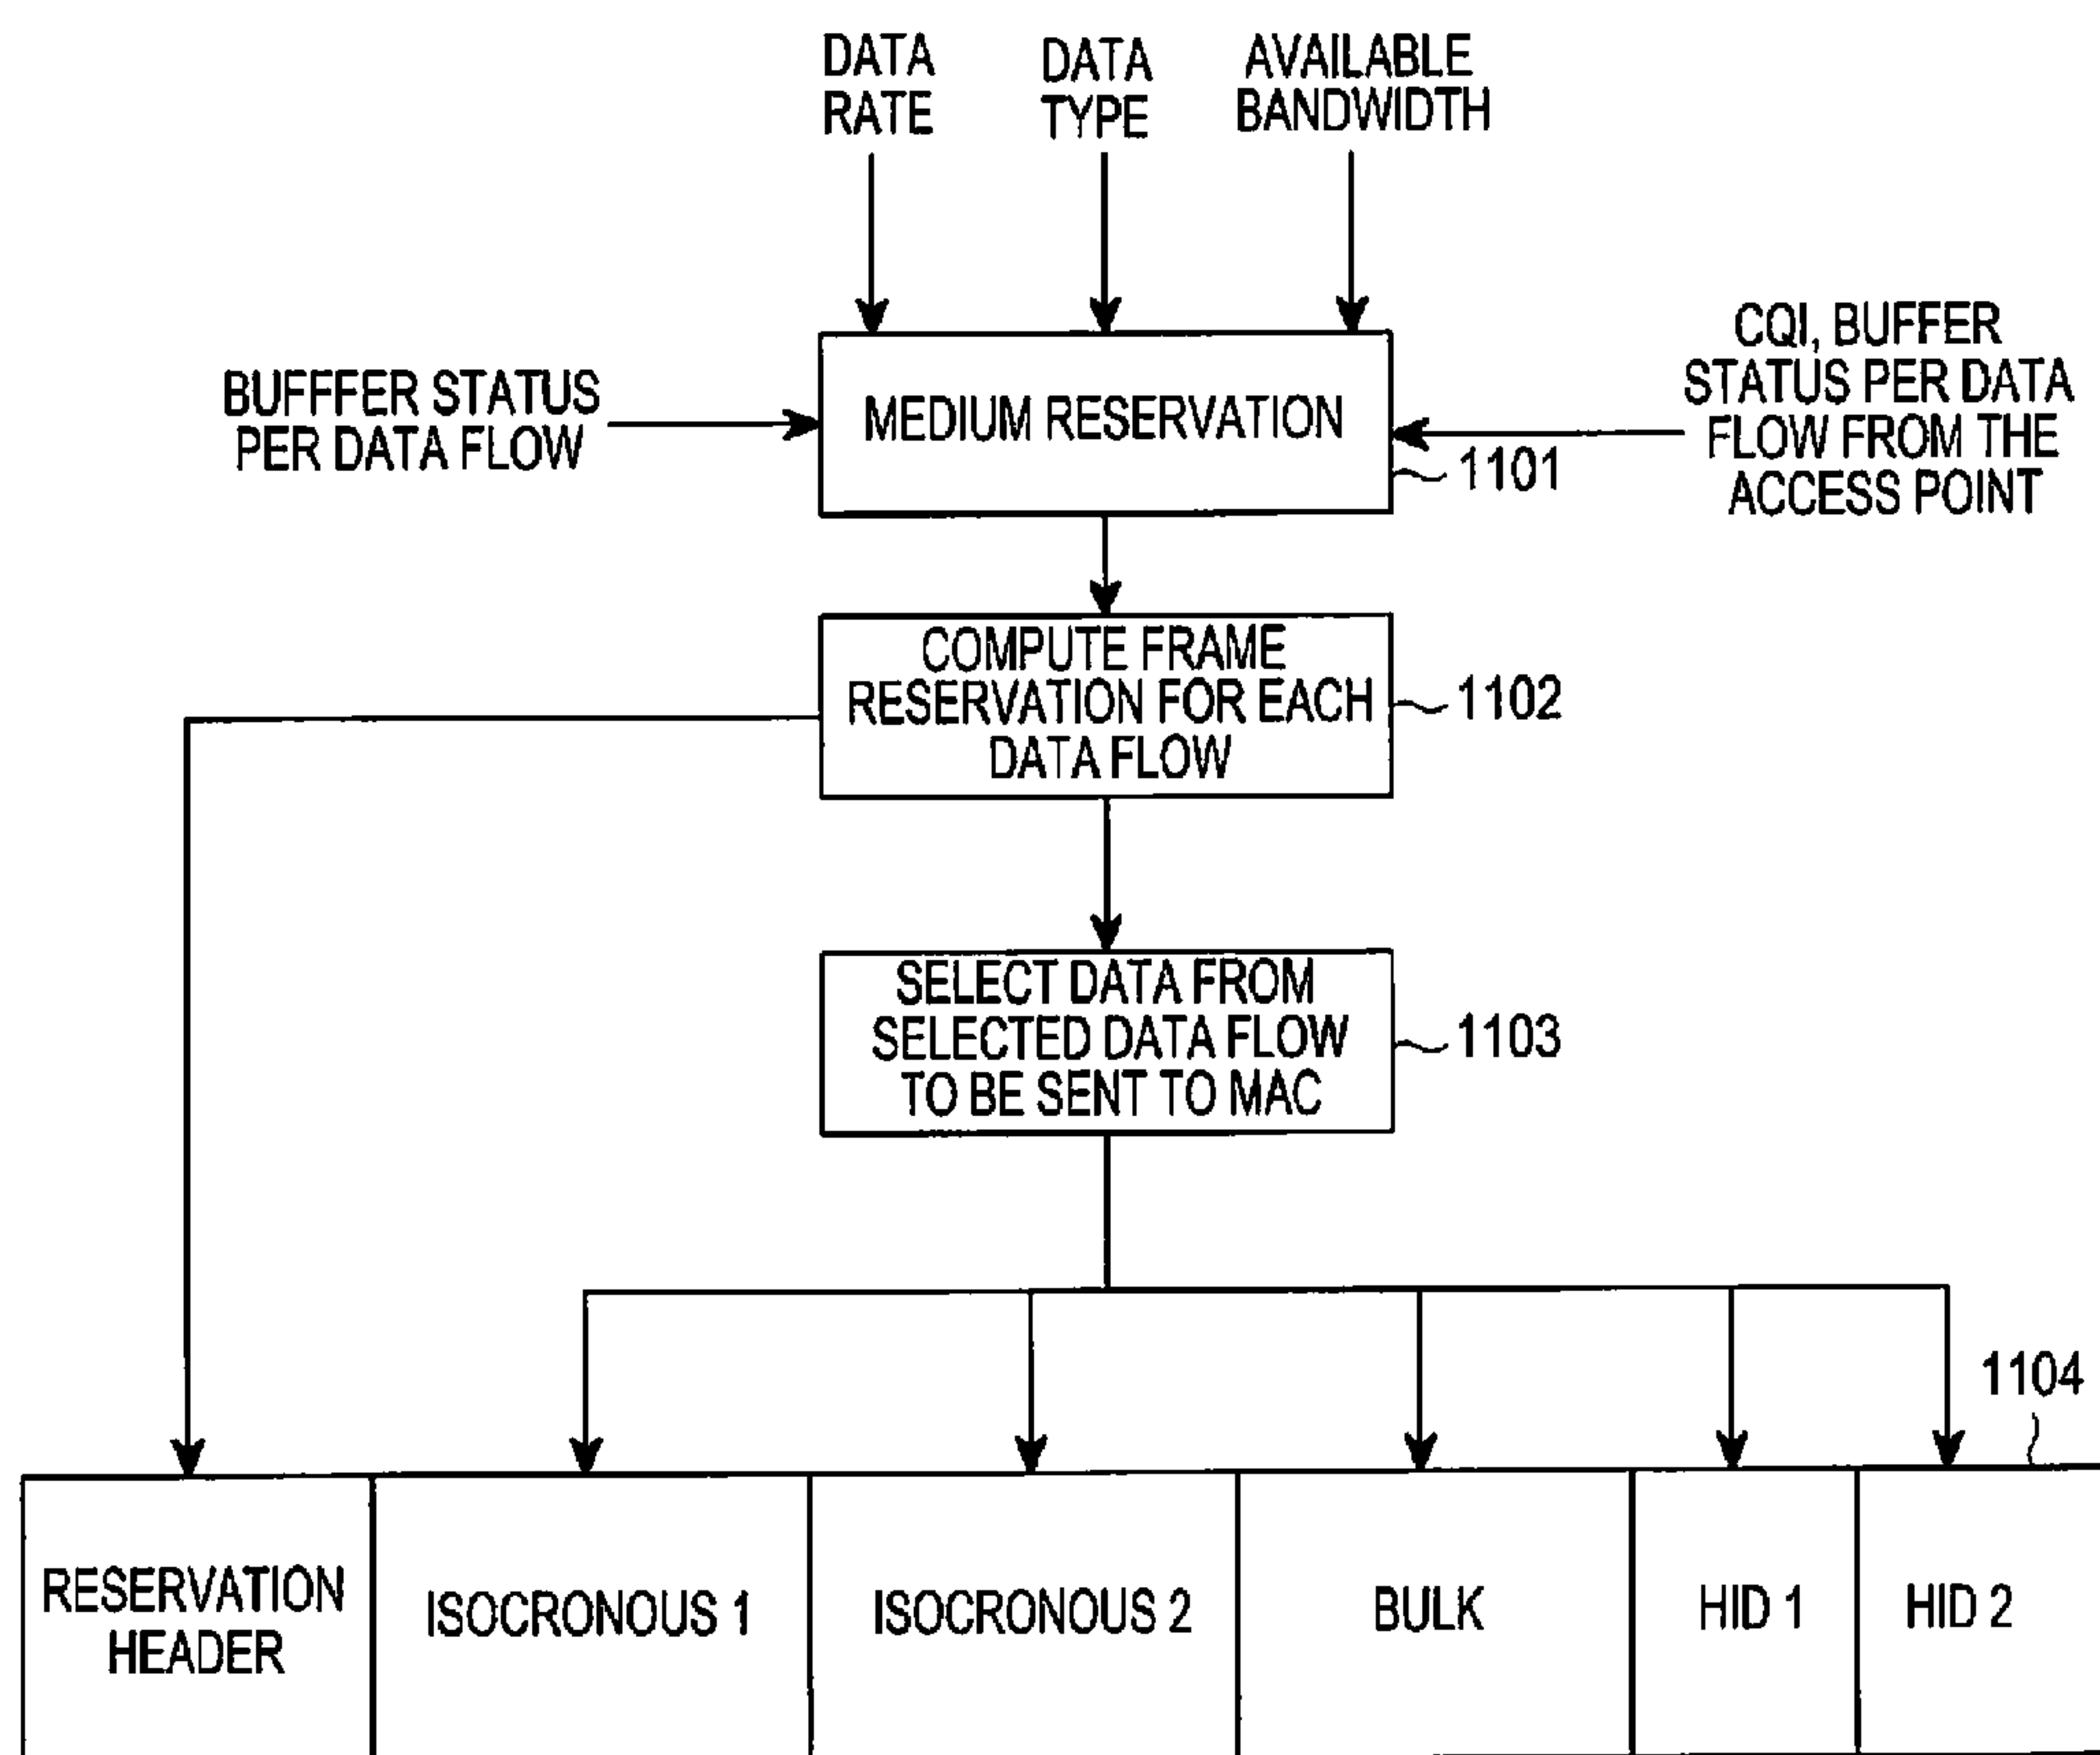 DATA
RATE
DATA
TYPE
AVAILABLE
BANDWIDTH
BUFFFER STATUS
PER DATA FLOW
MEDIUM RESERVATION
1101
CQI, BUFFER
STATUS PER DATA
FLOW FROM THE
ACCESS POINT
COMPUTE FRAME
RESERVATION FOR EACH
DATA FLOW
1102
SELECT DATA FROM
SELECTED DATA FLOW
TO BE SENT TO MAC
1103
1104
RESERVATION
HEADER
ISOCRONOUS 1
ISOCRONOUS 2
BULK
HID 1
HID 2